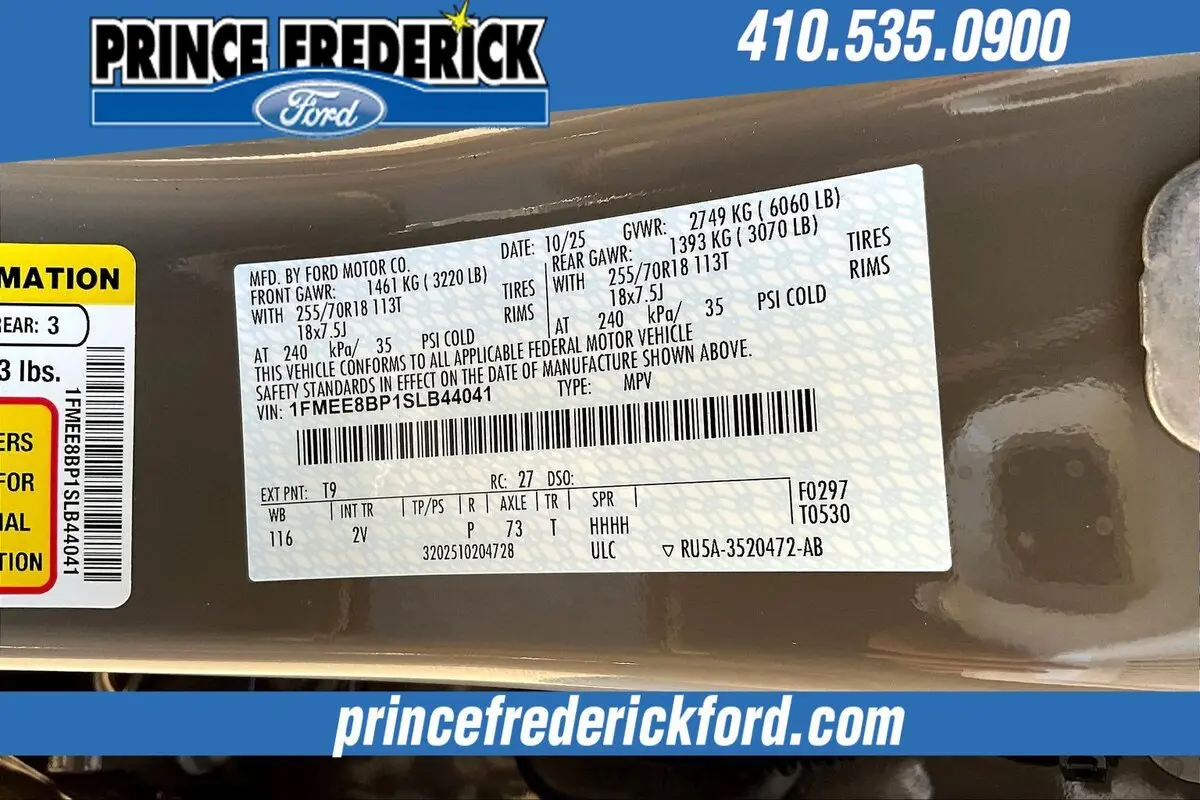 PRINCE FREDERICK
Ford
410.535.0900
MATION
REAR: 3
3 lbs.
ERS
FOR
IAL
TION
1FMEE8BP1SLB44041
MFD. BY FORD MOTOR CO.
DATE: 10/25 GVWR: 2749 KG ( 6060 LB)
FRONT GAWR: 1461 KG ( 3220 LB)
WITH 255/70R18 113T TIRES
18x7.5J RIMS
AT 240 kPa/ 35 PSI COLD
REAR GAWR: 1393 KG ( 3070 LB)
WITH 255/70R18 113T TIRES
18x7.5J RIMS
AT 240 kPa/ 35 PSI COLD
THIS VEHICLE CONFORMS TO ALL APPLICABLE FEDERAL MOTOR VEHICLE
SAFETY STANDARDS IN EFFECT ON THE DATE OF MANUFACTURE SHOWN ABOVE.
VIN: 1FMEE8BP1SLB44041 TYPE: MPV
EXT PNT: T9 RC: 27 DSO:
WB INT TR TP/PS R AXLE TR SPR
116 2V P 73 T HHHH
F0297
T0530
3202510204728 ULC ▽ RU5A-3520472-AB
princefrederickford.com